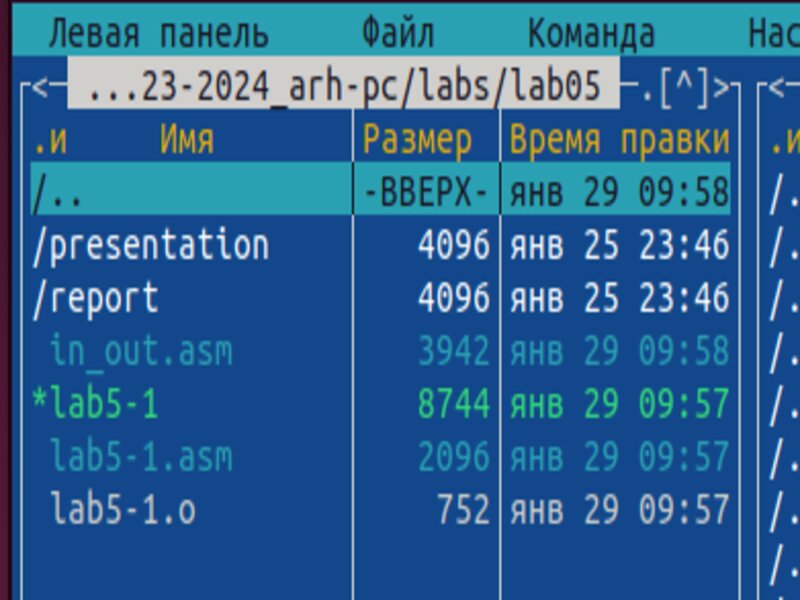 Левая панель Файл Команда Нас
<─ ...23-2024_arh-pc/labs/lab05 ─.[^]>
.и Имя Размер Время правки .и
/.. -ВВЕРХ- янв 29 09:58 /.
/presentation 4096 янв 25 23:46 /.
/report 4096 янв 25 23:46 /.
in_out.asm 3942 янв 29 09:58 /.
*lab5-1 8744 янв 29 09:57 /.
lab5-1.asm 2096 янв 29 09:57 /.
lab5-1.o 752 янв 29 09:57 /.
/.